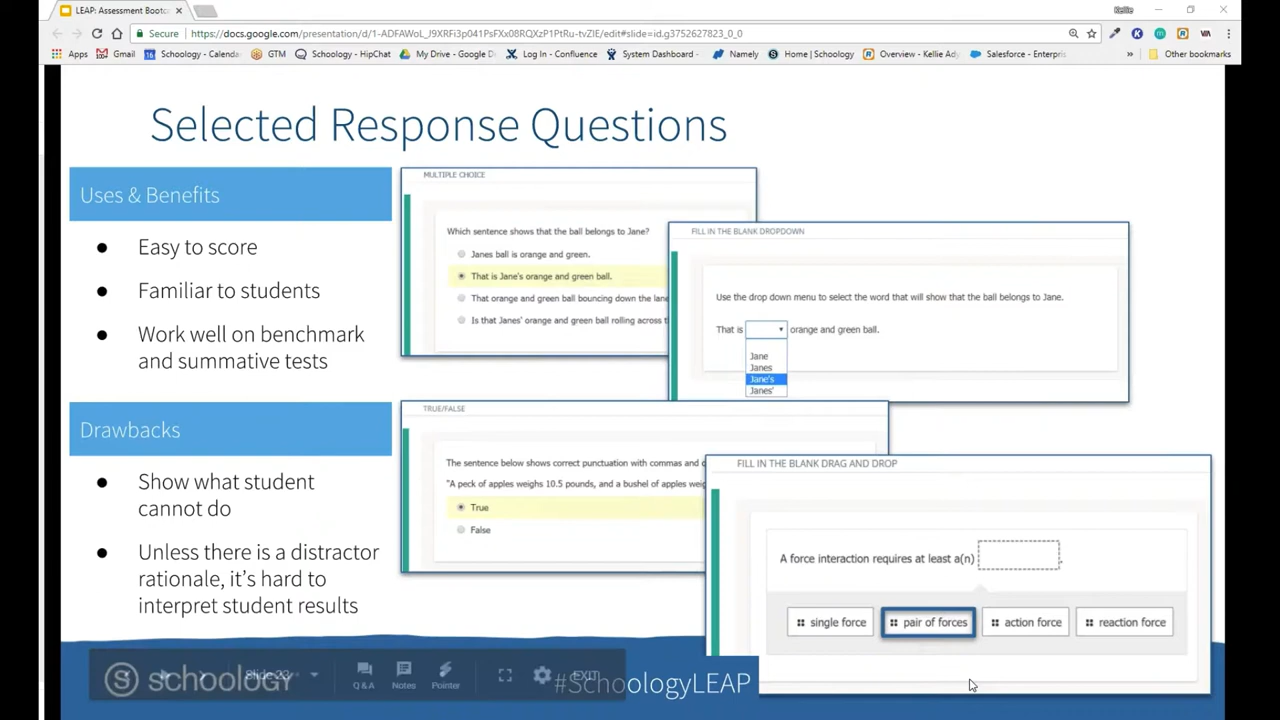 LEAP: Assessment Bootc
Kellie
Secure
https://docs.google.com/presentation/d/1-ADFAWoL_J9XRFi3p041PsFXx08RQXzP1PtRu-tvZIE/edit#slide=id.g3752627823_0_0
Apps
Gmail
Schoology - Calenda
GTM
Schoology - HipChat
My Drive - Google D
Log In - Confluence
System Dashboard -
Namely
Home | Schoology
Overview - Kellie Ady
Salesforce - Enterpris
»
Other bookmarks
Selected Response Questions
Uses & Benefits
● Easy to score
● Familiar to students
● Work well on benchmark
and summative tests
Drawbacks
● Show what student
cannot do
● Unless there is a distractor
rationale, it's hard to
interpret student results
MULTIPLE CHOICE
Which sentence shows that the ball belongs to Jane?
Janes ball is orange and green.
That is Jane's orange and green ball.
That orange and green ball bouncing down the lane
Is that Janes' orange and green ball rolling across t
FILL IN THE BLANK DROPDOWN
Use the drop down menu to select the word that will show that the ball belongs to Jane.
That is orange and green ball.
Jane
Janes
Jane's
Janes'
TRUE/FALSE
The sentence below shows correct punctuation with commas and
"A peck of apples weighs 10.5 pounds, and a bushel of apples weig
True
False
FILL IN THE BLANK DRAG AND DROP
A force interaction requires at least a(n) .
single force
pair of forces
action force
reaction force
schoology
Slide 23
Q & A
Notes
Pointer
EXIT
#SchoologyLEAP